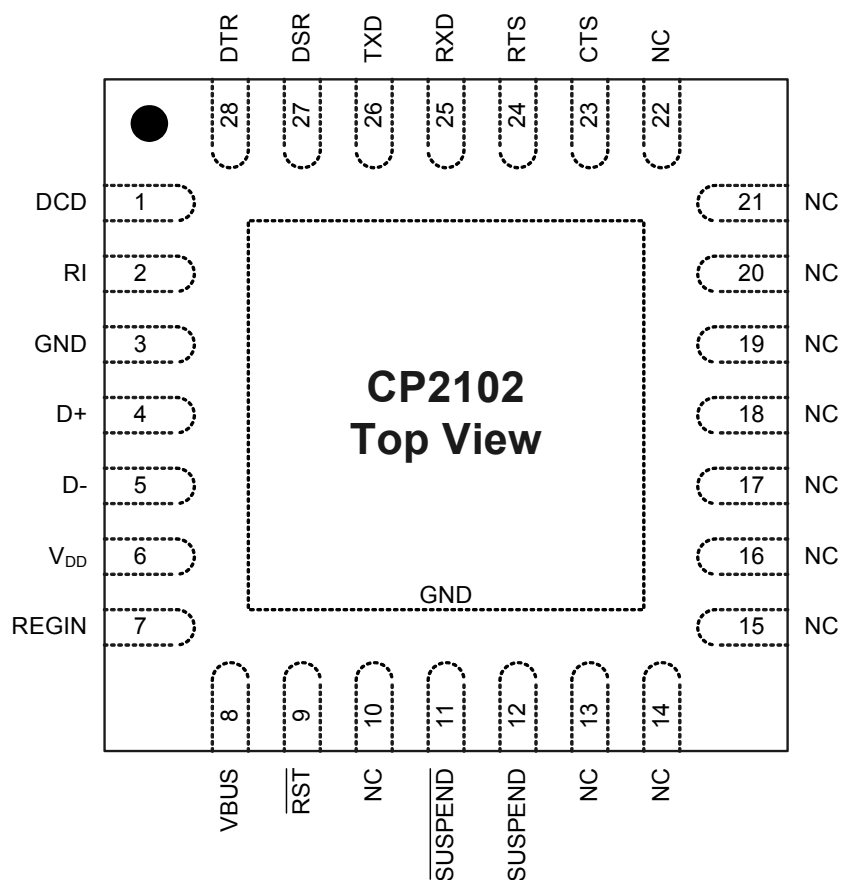 DTR DSR TXD RXD RTS CTS NC
28 27 26 25 24 23 22
DCD 1
RI 2
GND 3
D+ 4
D- 5
VDD 6
REGIN 7
CP2102
Top View
GND
21 NC
20 NC
19 NC
18 NC
17 NC
16 NC
15 NC
8 9 10 11 12 13 14
VBUS R̅S̅T̅ NC S̅U̅S̅P̅E̅N̅D̅ SUSPEND NC NC